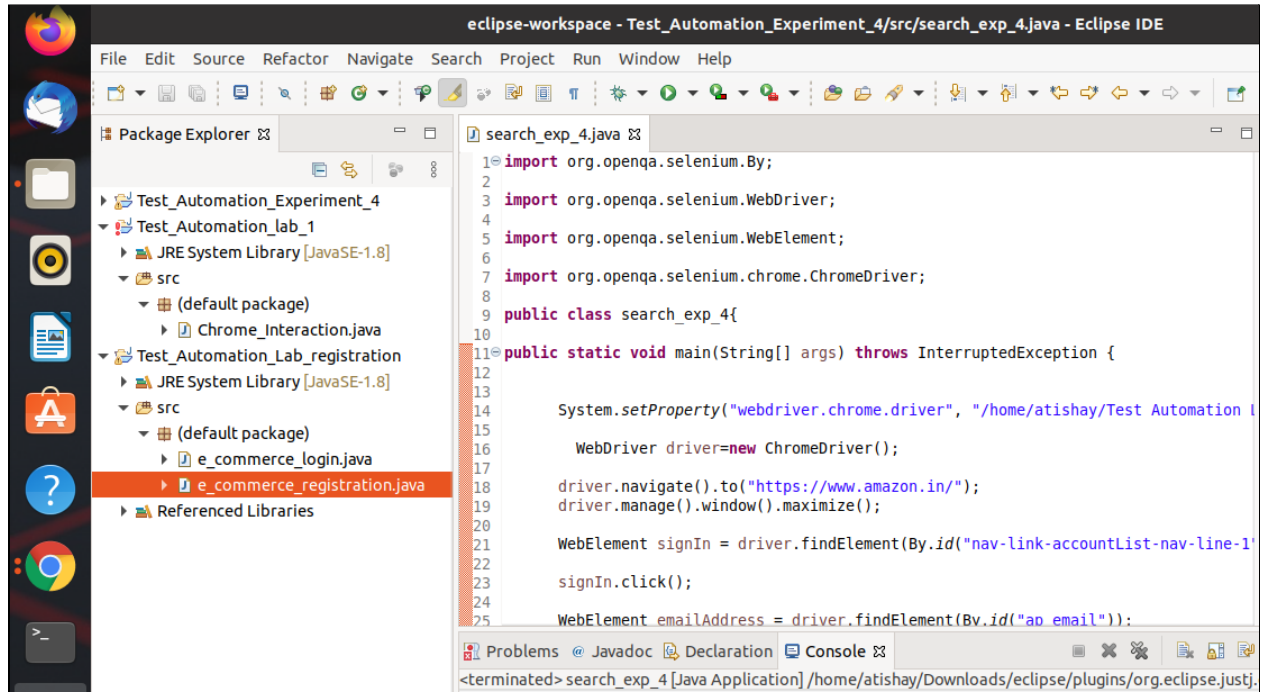 eclipse-workspace - Test_Automation_Experiment_4/src/search_exp_4.java - Eclipse IDE
File Edit Source Refactor Navigate Search Project Run Window Help
Package Explorer
Test_Automation_Experiment_4
Test_Automation_lab_1
JRE System Library [JavaSE-1.8]
src
(default package)
Chrome_Interaction.java
Test_Automation_Lab_registration
JRE System Library [JavaSE-1.8]
src
(default package)
e_commerce_login.java
e_commerce_registration.java
Referenced Libraries
search_exp_4.java
1 import org.openqa.selenium.By;
2
3 import org.openqa.selenium.WebDriver;
4
5 import org.openqa.selenium.WebElement;
6
7 import org.openqa.selenium.chrome.ChromeDriver;
8
9 public class search_exp_4{
10
11 public static void main(String[] args) throws InterruptedException {
12
13
14 System.setProperty("webdriver.chrome.driver", "/home/atishay/Test Automation L
15
16 WebDriver driver=new ChromeDriver();
17
18 driver.navigate().to("https://www.amazon.in/");
19 driver.manage().window().maximize();
20
21 WebElement signIn = driver.findElement(By.id("nav-link-accountList-nav-line-1"
22
23 signIn.click();
24
25 WebElement emailAddress = driver.findElement(By.id("ap_email"));
Problems @ Javadoc Declaration Console
<terminated> search_exp_4 [Java Application] /home/atishay/Downloads/eclipse/plugins/org.eclipse.justj.